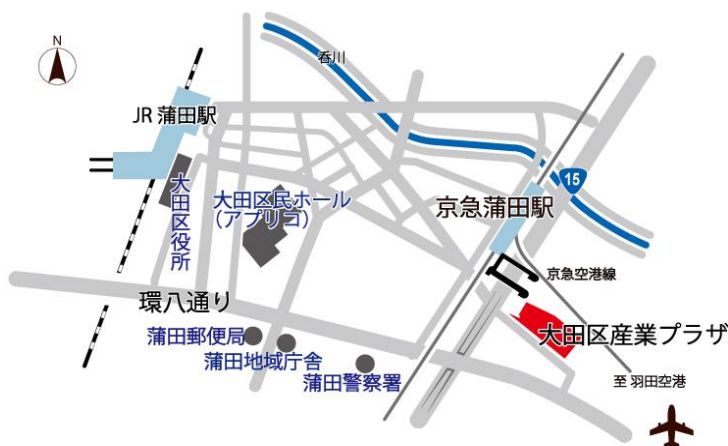 N
呑川
JR 蒲田駅
15
大田区民ホール
(アプリコ)
京急蒲田駅
大田区役所
京急空港線
環八通り
蒲田郵便局
大田区産業プラザ
蒲田地域庁舎
蒲田警察署
至 羽田空港